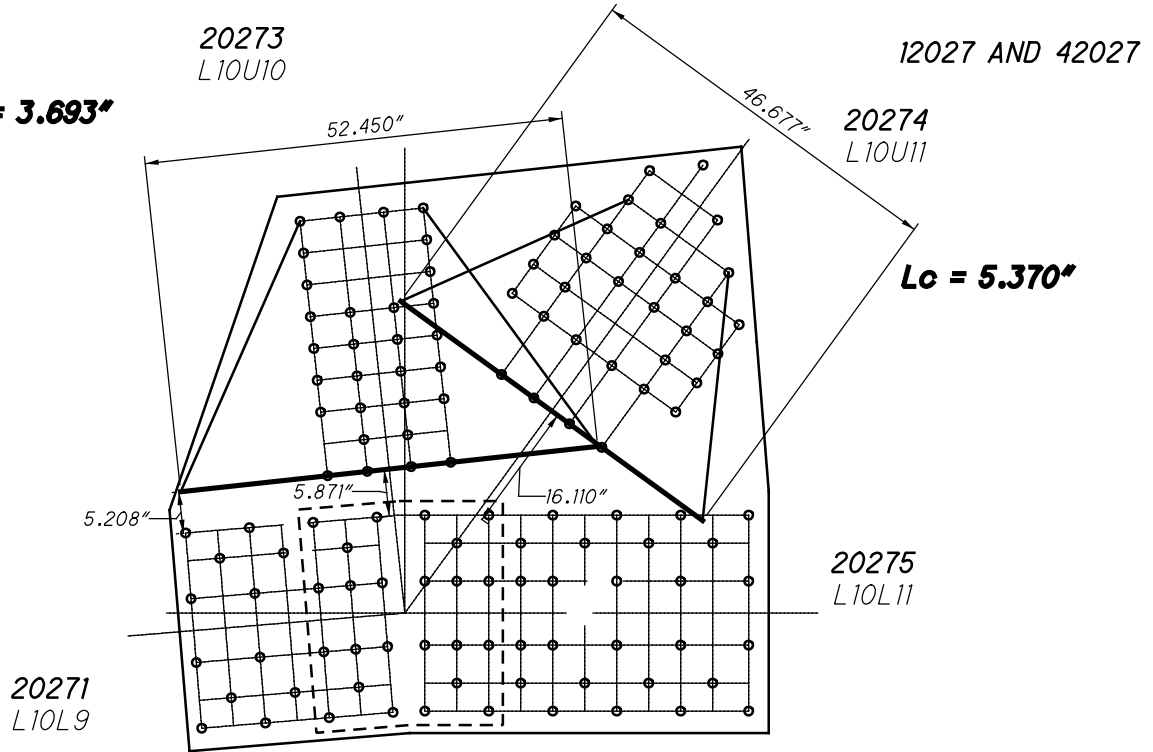 20273
L10U10
12027 AND 42027
= 3.693"
52.450"
46.677"
20274
L10U11
Lc = 5.370"
5.871"
16.110"
5.208"
20275
L10L11
20271
L10L9